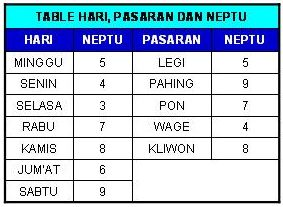 TABLE HARI, PASARAN DAN NEPTU
HARI NEPTU PASARAN NEPTU
MINGGU 5 LEGI 5
SENIN 4 PAHING 9
SELASA 3 PON 7
RABU 7 WAGE 4
KAMIS 8 KLIWON 8
JUM'AT 6
SABTU 9